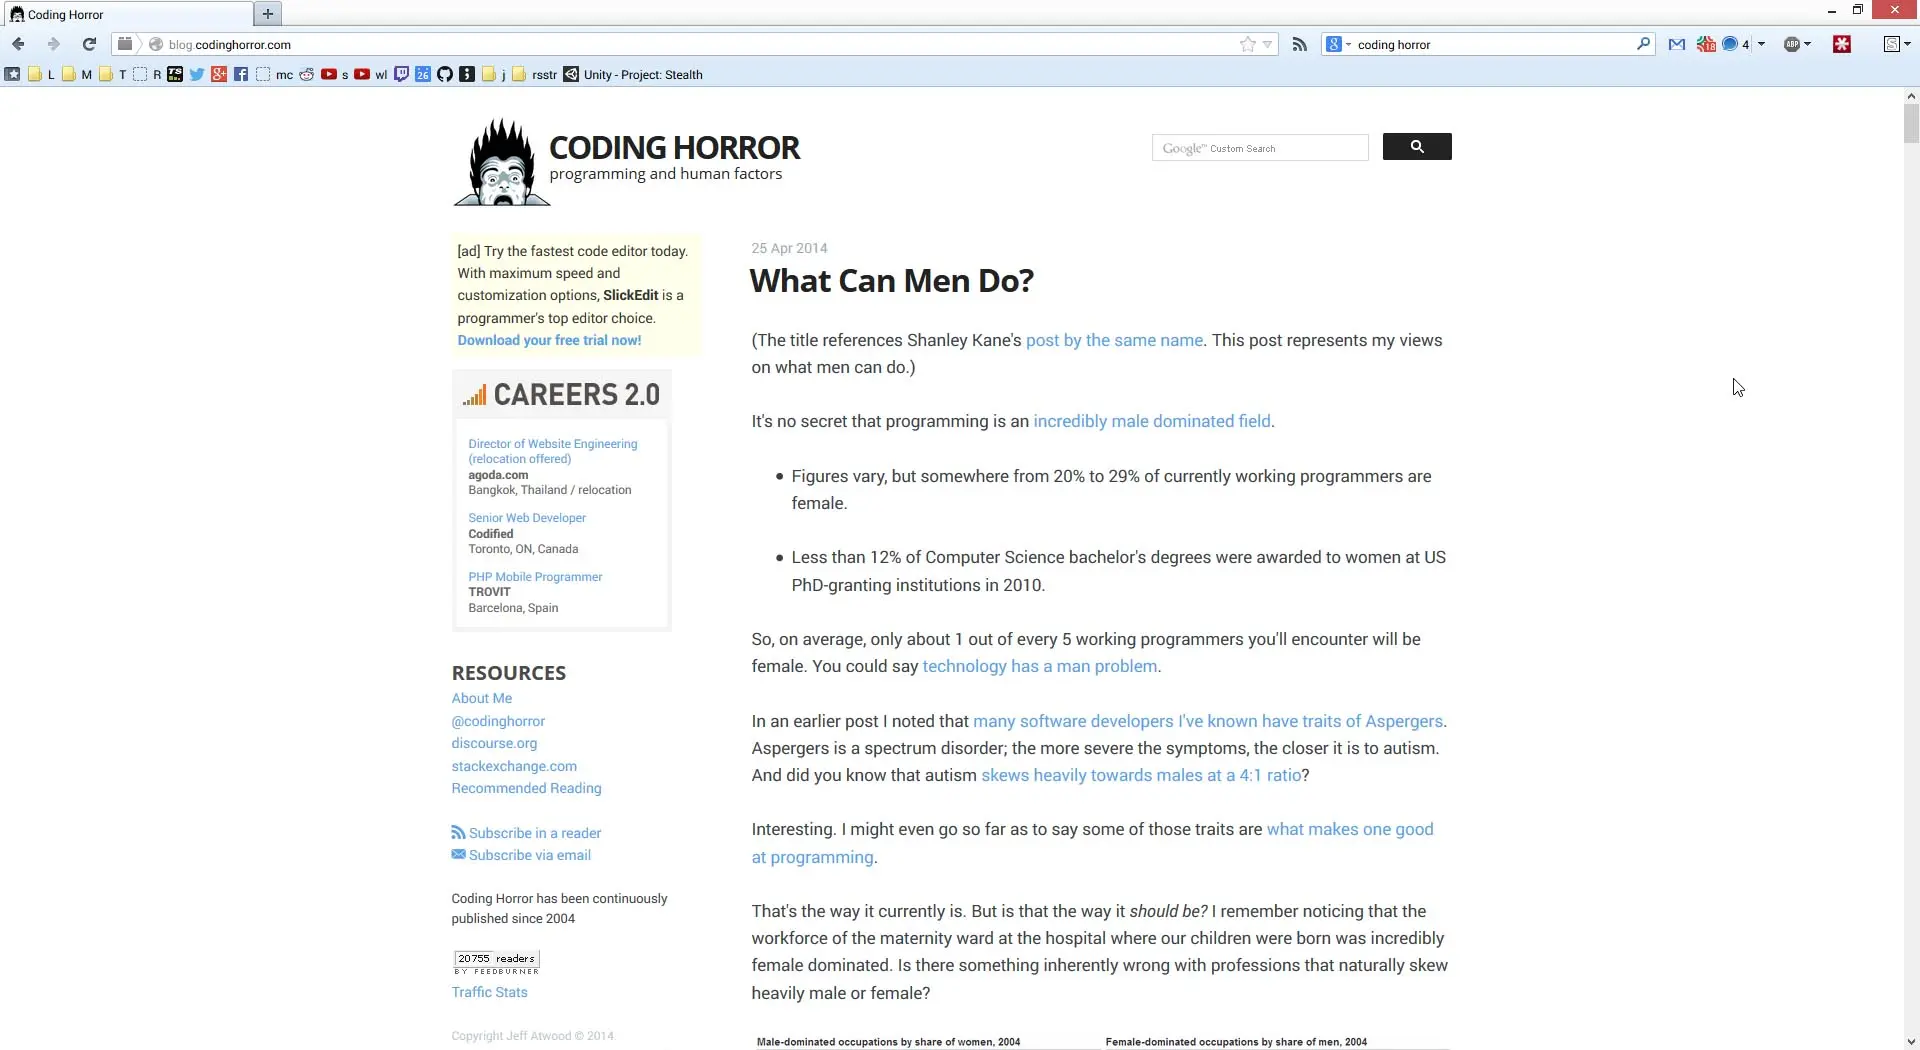 Coding Horror
blog.codinghorror.com
coding horror
18
4
ABP
S
L
M
T
R
mc
s
wl
26
j
rsstr
Unity - Project: Stealth
CODING HORROR
programming and human factors
Google™ Custom Search
[ad] Try the fastest code editor today.
With maximum speed and
customization options, SlickEdit is a
programmer's top editor choice.
Download your free trial now!
CAREERS 2.0
Director of Website Engineering
(relocation offered)
agoda.com
Bangkok, Thailand / relocation
Senior Web Developer
Codified
Toronto, ON, Canada
PHP Mobile Programmer
TROVIT
Barcelona, Spain
RESOURCES
About Me
@codinghorror
discourse.org
stackexchange.com
Recommended Reading
Subscribe in a reader
Subscribe via email
Coding Horror has been continuously
published since 2004
20755 readers
BY FEEDBURNER
Traffic Stats
Copyright Jeff Atwood © 2014.
25 Apr 2014
What Can Men Do?
(The title references Shanley Kane's post by the same name. This post represents my views
on what men can do.)
It's no secret that programming is an incredibly male dominated field.
• Figures vary, but somewhere from 20% to 29% of currently working programmers are
female.
• Less than 12% of Computer Science bachelor's degrees were awarded to women at US
PhD-granting institutions in 2010.
So, on average, only about 1 out of every 5 working programmers you'll encounter will be
female. You could say technology has a man problem.
In an earlier post I noted that many software developers I've known have traits of Aspergers.
Aspergers is a spectrum disorder; the more severe the symptoms, the closer it is to autism.
And did you know that autism skews heavily towards males at a 4:1 ratio?
Interesting. I might even go so far as to say some of those traits are what makes one good
at programming.
That's the way it currently is. But is that the way it should be? I remember noticing that the
workforce of the maternity ward at the hospital where our children were born was incredibly
female dominated. Is there something inherently wrong with professions that naturally skew
heavily male or female?
Male-dominated occupations by share of women, 2004
Female-dominated occupations by share of men, 2004